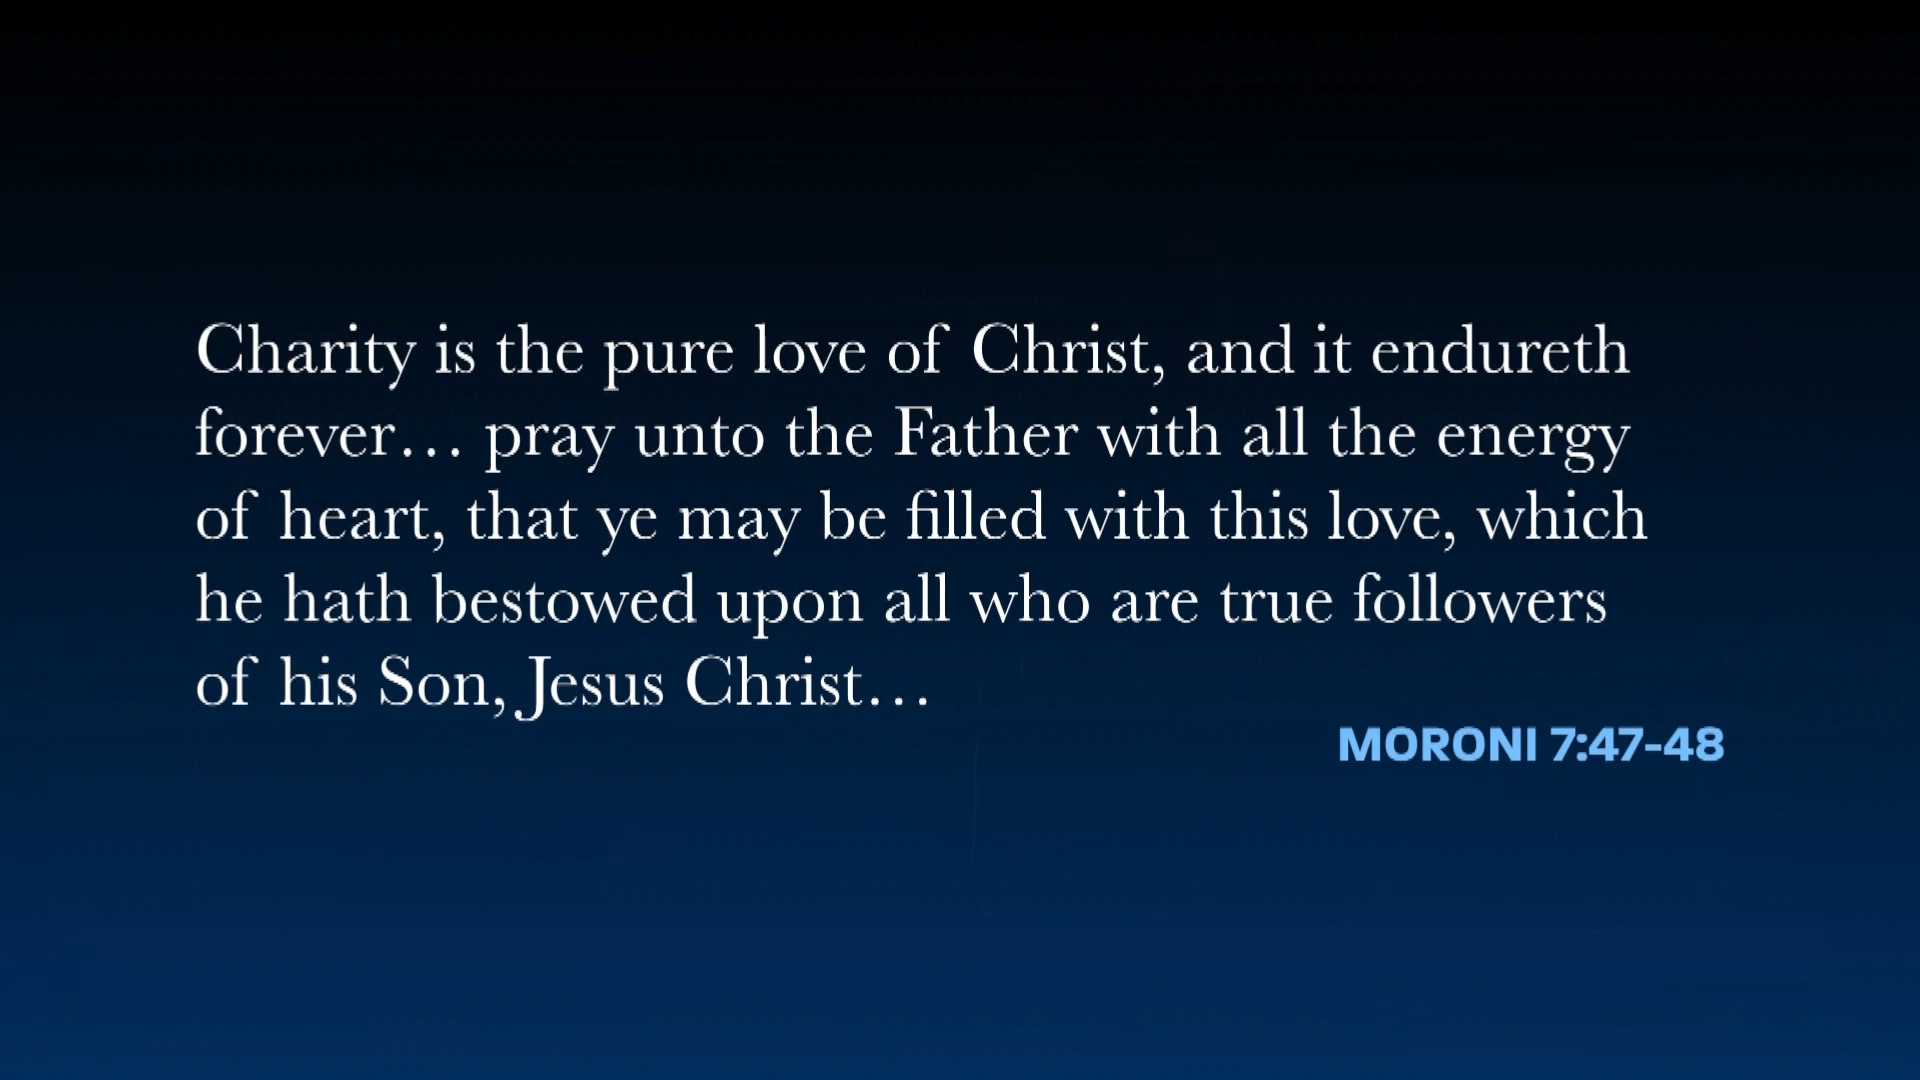 Charity is the pure love of Christ, and it endureth
forever… pray unto the Father with all the energy
of heart, that ye may be filled with this love, which
he hath bestowed upon all who are true followers
of his Son, Jesus Christ…
MORONI 7:47-48